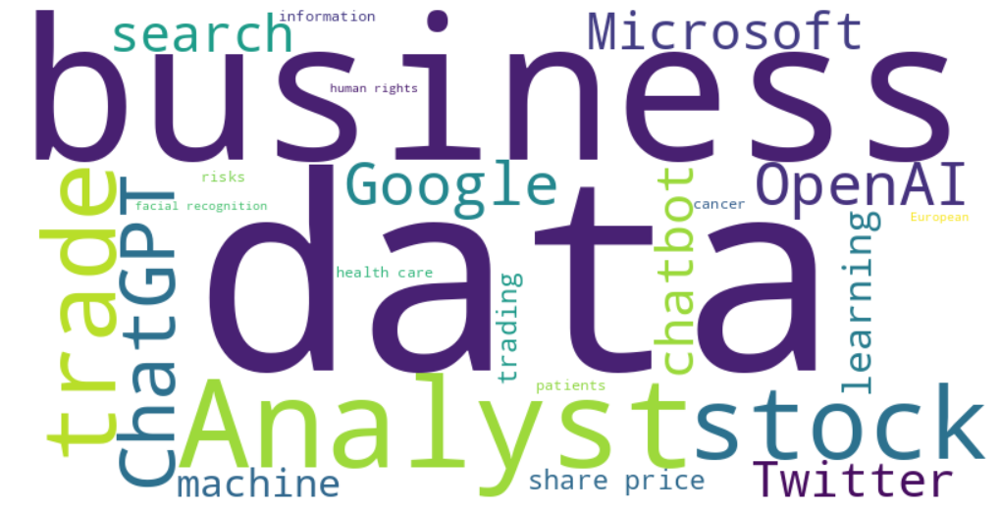 information
search
Microsoft
business
human rights
Google
OpenAI
risks
trade
ChatGPT
facial recognition
chatbot
cancer
European
data
health care
learning
trading
Analyst
patients
stock
machine
share price
Twitter